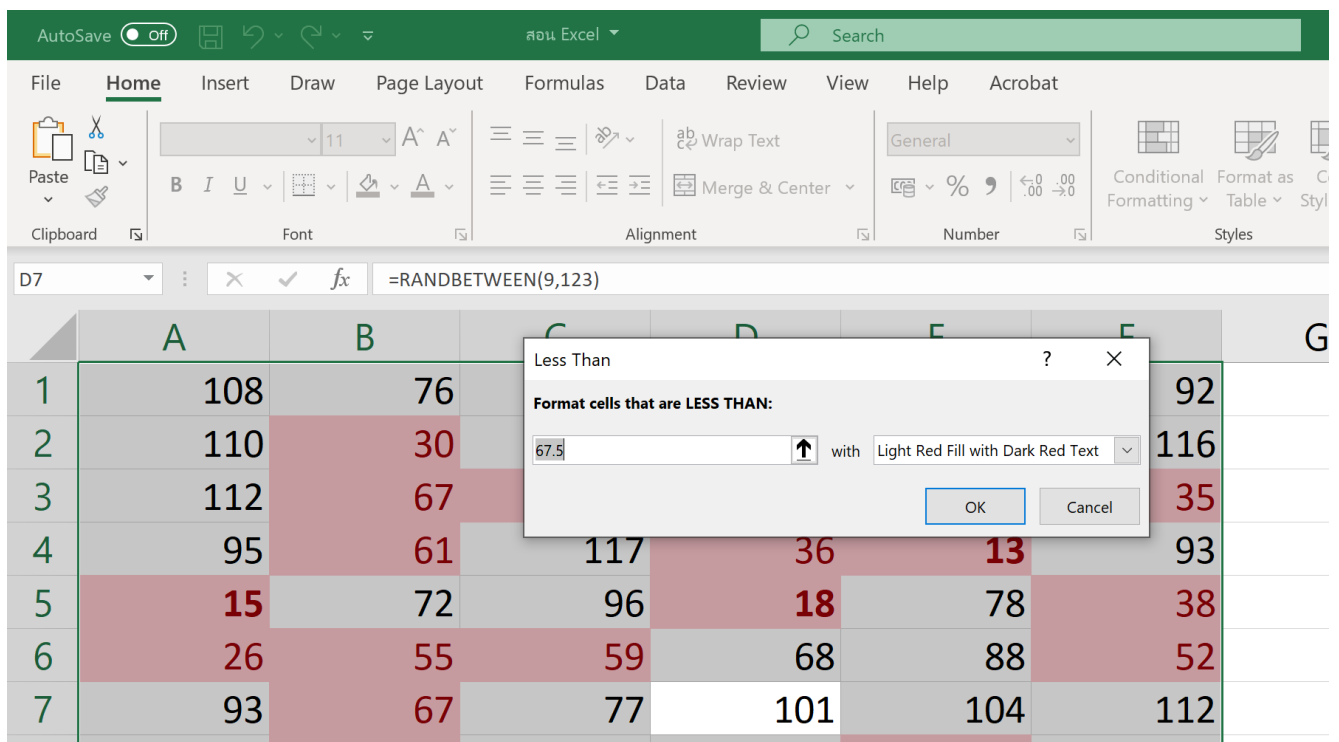 AutoSave Off สอน Excel Search
File Home Insert Draw Page Layout Formulas Data Review View Help Acrobat
11 A A ab Wrap Text General
Paste B I U A Merge & Center % Conditional Formatting Format as Table
Clipboard Font Alignment Number Styles
D7 fx =RANDBETWEEN(9,123)
A B G
Less Than ? 
1 108 76 92
Format cells that are LESS THAN:
2 110 30 116
67.5 with Light Red Fill with Dark Red Text
3 112 67 35
OK Cancel
4 95 61 117 36 13 93
5 15 72 96 18 78 38
6 26 55 59 68 88 52
7 93 67 77 101 104 112